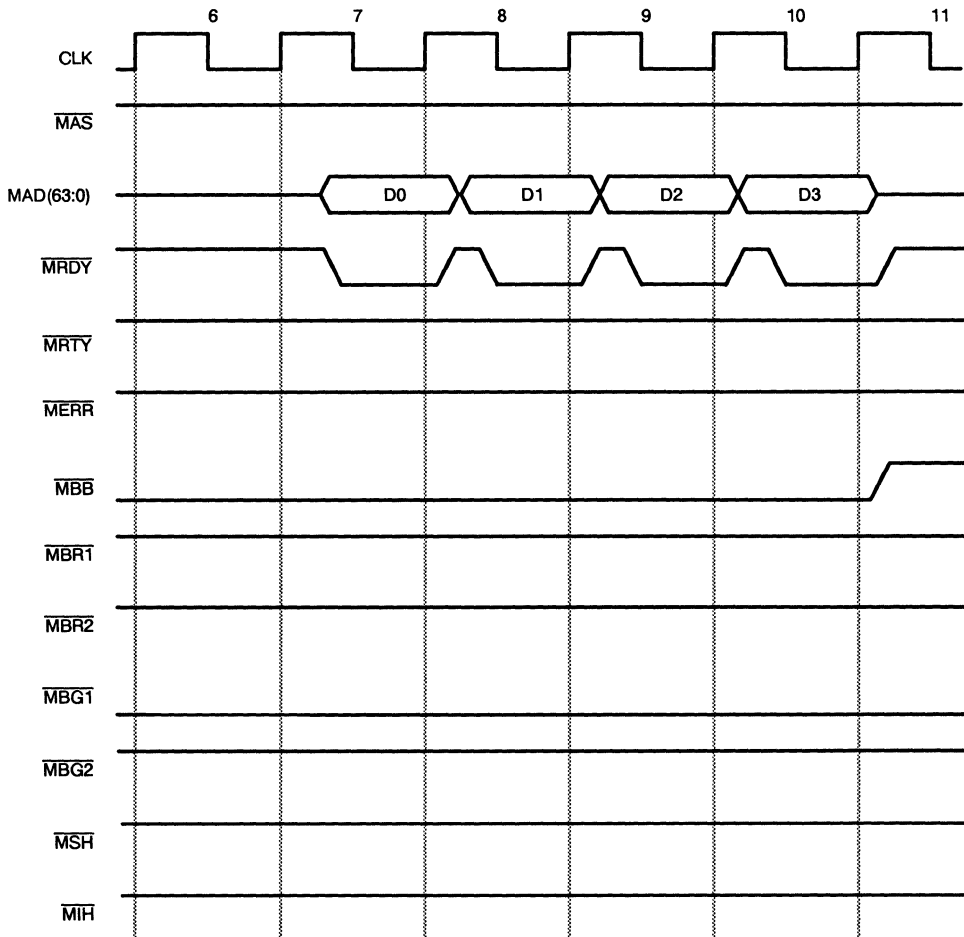 6 7 8 9 10 11
CLK
MAS
MAD(63:0) D0 D1 D2 D3
MRDY
MRTY
MERR
MBB
MBR1
MBR2
MBG1
MBG2
MSH
MIH